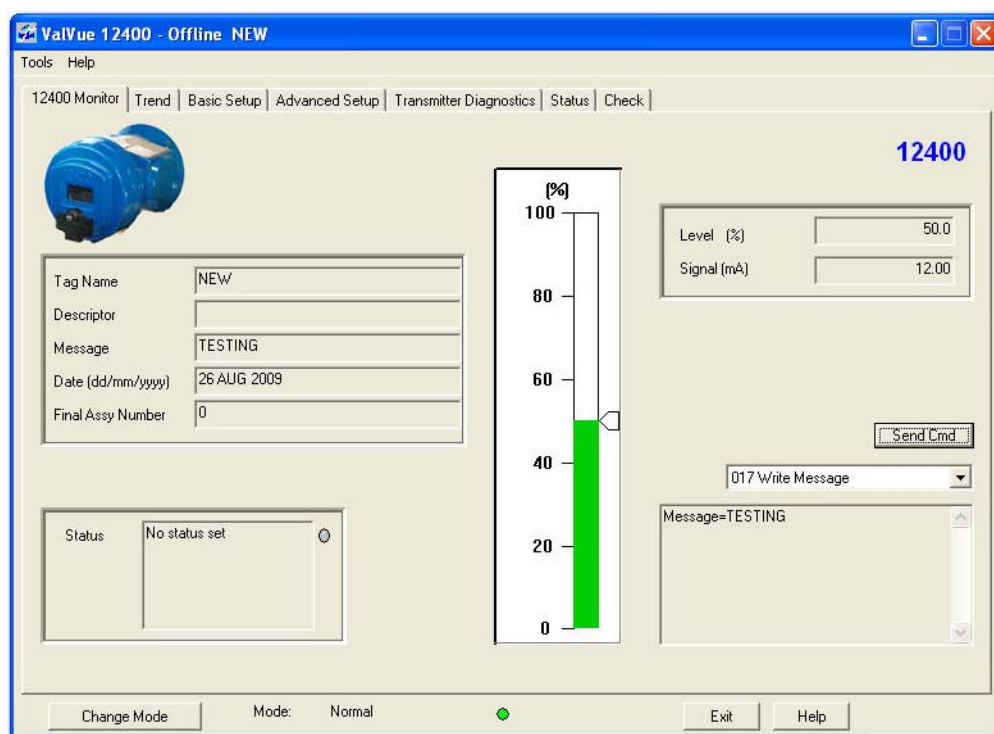 ValVue 12400 - Offline NEW
Tools Help
12400 Monitor Trend Basic Setup Advanced Setup Transmitter Diagnostics Status Check
12400
Tag Name NEW
Descriptor
Message TESTING
Date (dd/mm/yyyy) 26 AUG 2009
Final Assy Number 0
Status No status set
(%)
100
80
60
40
20
0
Level (%) 50.0
Signal (mA) 12.00
Send Cmd
017 Write Message
Message=TESTING
Change Mode Mode: Normal Exit Help